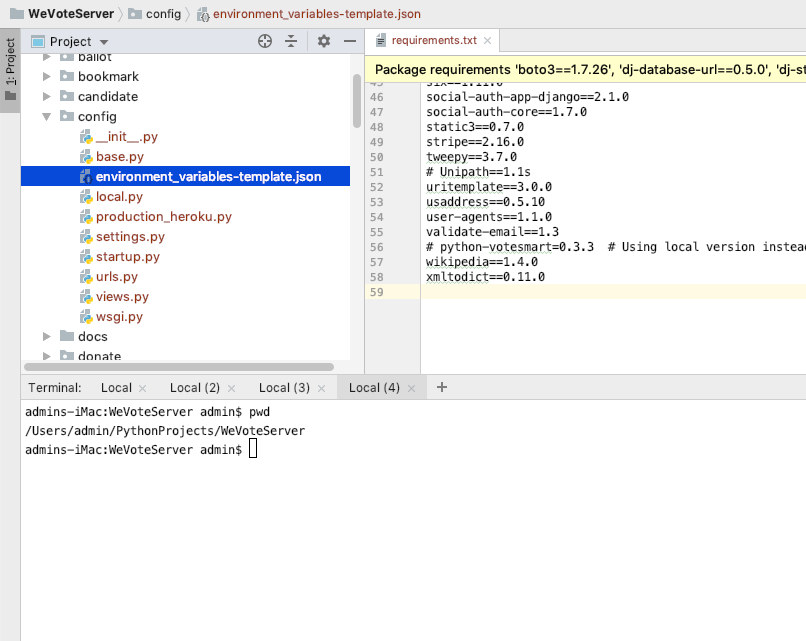 WeVoteServer config environment_variables-template.json
1: Project
Project
requirements.txt
Package requirements 'boto3==1.7.26', 'dj-database-url==0.5.0', 'dj-st
ballot
bookmark
candidate
config
__init__.py
base.py
environment_variables-template.json
local.py
production_heroku.py
settings.py
startup.py
urls.py
views.py
wsgi.py
docs
donate
45 six==1.11.0
46 social-auth-app-django==2.1.0
47 social-auth-core==1.7.0
48 static3==0.7.0
49 stripe==2.16.0
50 tweepy==3.7.0
51 # Unipath==1.1s
52 uritemplate==3.0.0
53 usaddress==0.5.10
54 user-agents==1.1.0
55 validate-email==1.3
56 # python-votesmart=0.3.3 # Using local version instead
57 wikipedia==1.4.0
58 xmltodict==0.11.0
59
Terminal: Local Local (2) Local (3) Local (4)
admins-iMac:WeVoteServer admin$ pwd
/Users/admin/PythonProjects/WeVoteServer
admins-iMac:WeVoteServer admin$